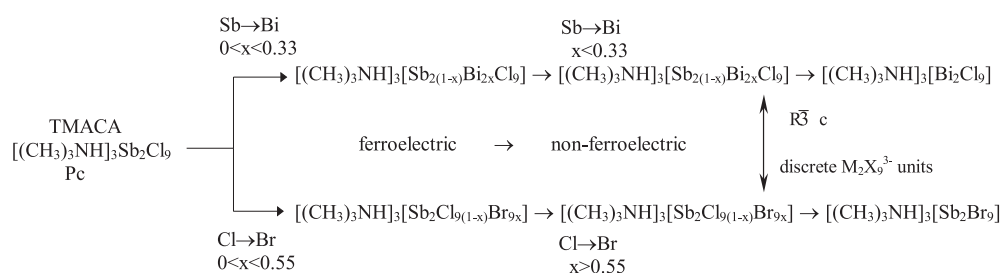 Sb→Bi
0<x<0.33
Sb→Bi
x<0.33
[(CH₃)₃NH]₃[Sb₂₍₁₋ₓ₎Bi₂ₓCl₉] → [(CH₃)₃NH]₃[Sb₂₍₁₋ₓ₎Bi₂ₓCl₉] → [(CH₃)₃NH]₃[Bi₂Cl₉]
TMACA
[(CH₃)₃NH]₃Sb₂Cl₉
Pc
ferroelectric → non-ferroelectric
R3̅ c
discrete M₂X₉³⁻ units
[(CH₃)₃NH]₃[Sb₂Cl₉₍₁₋ₓ₎Br₉ₓ] → [(CH₃)₃NH]₃[Sb₂Cl₉₍₁₋ₓ₎Br₉ₓ] → [(CH₃)₃NH]₃[Sb₂Br₉]
Cl→Br
0<x<0.55
Cl→Br
x>0.55